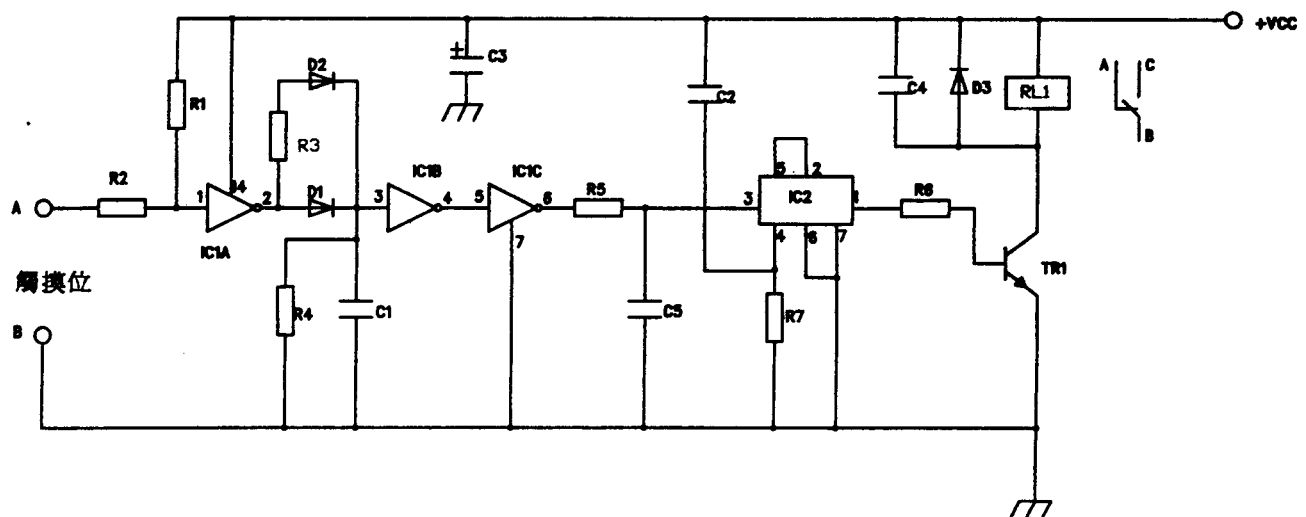 +VCC
D2
C3
A C
R1
C2
C4
D3
RL1
R3
B
R2
5 2
IC1B
IC1C
1 14 2
D1
3 4
5 6
R5
3 IC2 1
R6
A
IC1A
7
4 6 7
TR1
觸摸位
R4
C1
C5
R7
B